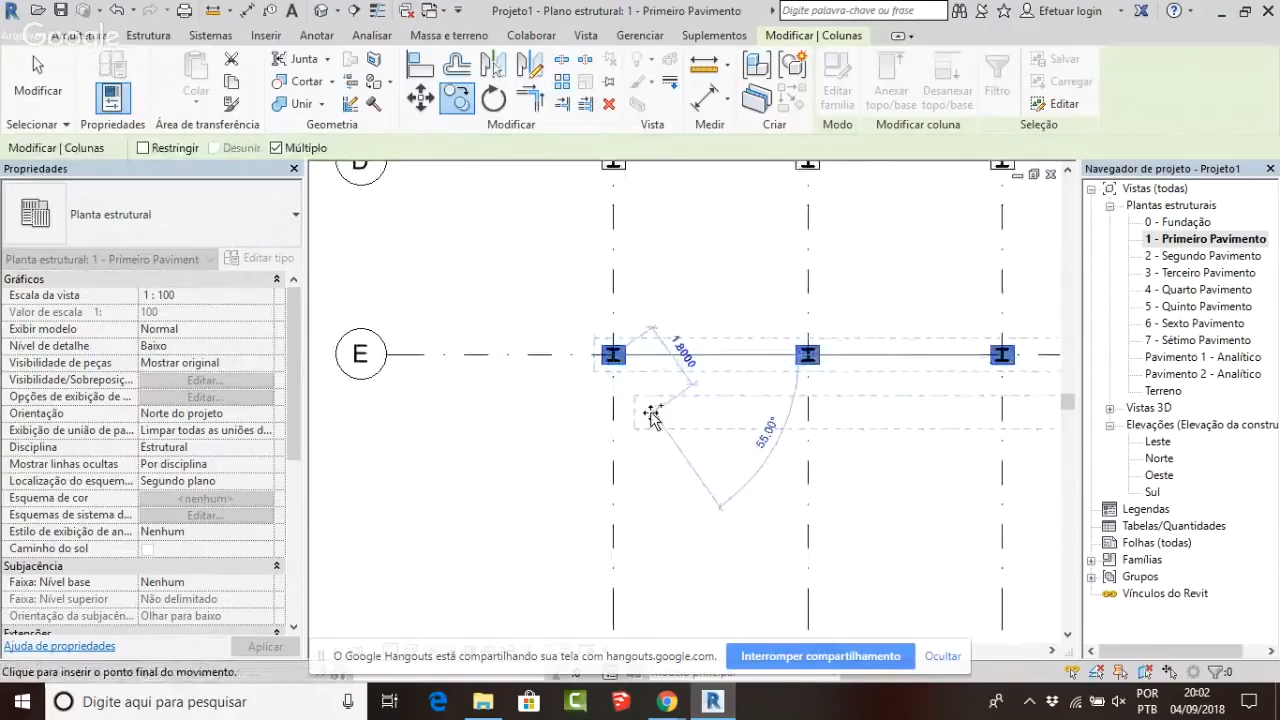 Projeto1 - Plano estrutural: 1 - Primeiro Pavimento
Digite palavra-chave ou frase
Efetuar login
Google
Estrutura
Sistemas
Inserir
Anotar
Analisar
Massa e terreno
Colaborar
Vista
Gerenciar
Suplementos
Modificar | Colunas
Modificar
Colar
Junta
Cortar
Unir
Editar
família
Anexar
topo/base
Desanexar
topo/base
Filtro
Salvar
Carregar
Editar
Selecionar
Propriedades
Área de transferência
Geometria
Modificar
Vista
Medir
Criar
Modo
Modificar coluna
Seleção
Modificar | Colunas
Restringir
Desunir
Múltiplo
Propriedades
Planta estrutural
Planta estrutural: 1 - Primeiro Paviment
Editar tipo
Gráficos
Escala da vista 1 : 100
Valor de escala 1: 100
Exibir modelo Normal
Nível de detalhe Baixo
Visibilidade de peças Mostrar original
Visibilidade/Sobreposiç... Editar...
Opções de exibição de... Editar...
Orientação Norte do projeto
Exibição de união de pa... Limpar todas as uniões d...
Disciplina Estrutural
Mostrar linhas ocultas Por disciplina
Localização do esquem... Segundo plano
Esquema de cor <nenhum>
Esquemas de sistema d... Editar...
Estilo de exibição de an... Nenhum
Caminho do sol
Subjacência
Faixa: Nível base Nenhum
Faixa: Nível superior Não delimitado
Orientação da subjacên... Olhar para baixo
Extensões
Ajuda de propriedades
Aplicar
D
E
1.8000
55.00°
Navegador de projeto - Projeto1
Vistas (todas)
Plantas estruturais
0 - Fundação
1 - Primeiro Pavimento
2 - Segundo Pavimento
3 - Terceiro Pavimento
4 - Quarto Pavimento
5 - Quinto Pavimento
6 - Sexto Pavimento
7 - Sétimo Pavimento
Pavimento 1 - Analítico
Pavimento 2 - Analítico
Terreno
Vistas 3D
Elevações (Elevação da constru
Leste
Norte
Oeste
Sul
Legendas
Tabelas/Quantidades
Folhas (todas)
Famílias
Grupos
Vínculos do Revit
O Google Hangouts está compartilhando sua tela com hangouts.google.com.
Interromper compartilhamento
Ocultar
Clique para inserir o ponto final do movimento.
:0
Modelo principal
Digite aqui para pesquisar
POR
PTB
20:02
04/09/2018